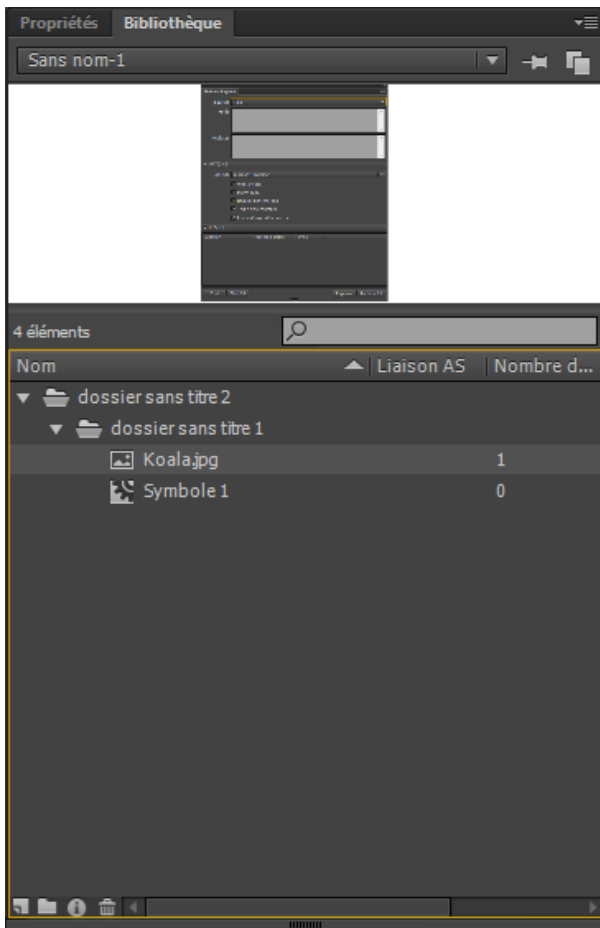 Propriétés Bibliothèque
Sans nom-1
4 éléments
Nom Liaison AS Nombre d...
dossier sans titre 2
dossier sans titre 1
Koala.jpg 1
Symbole 1 0